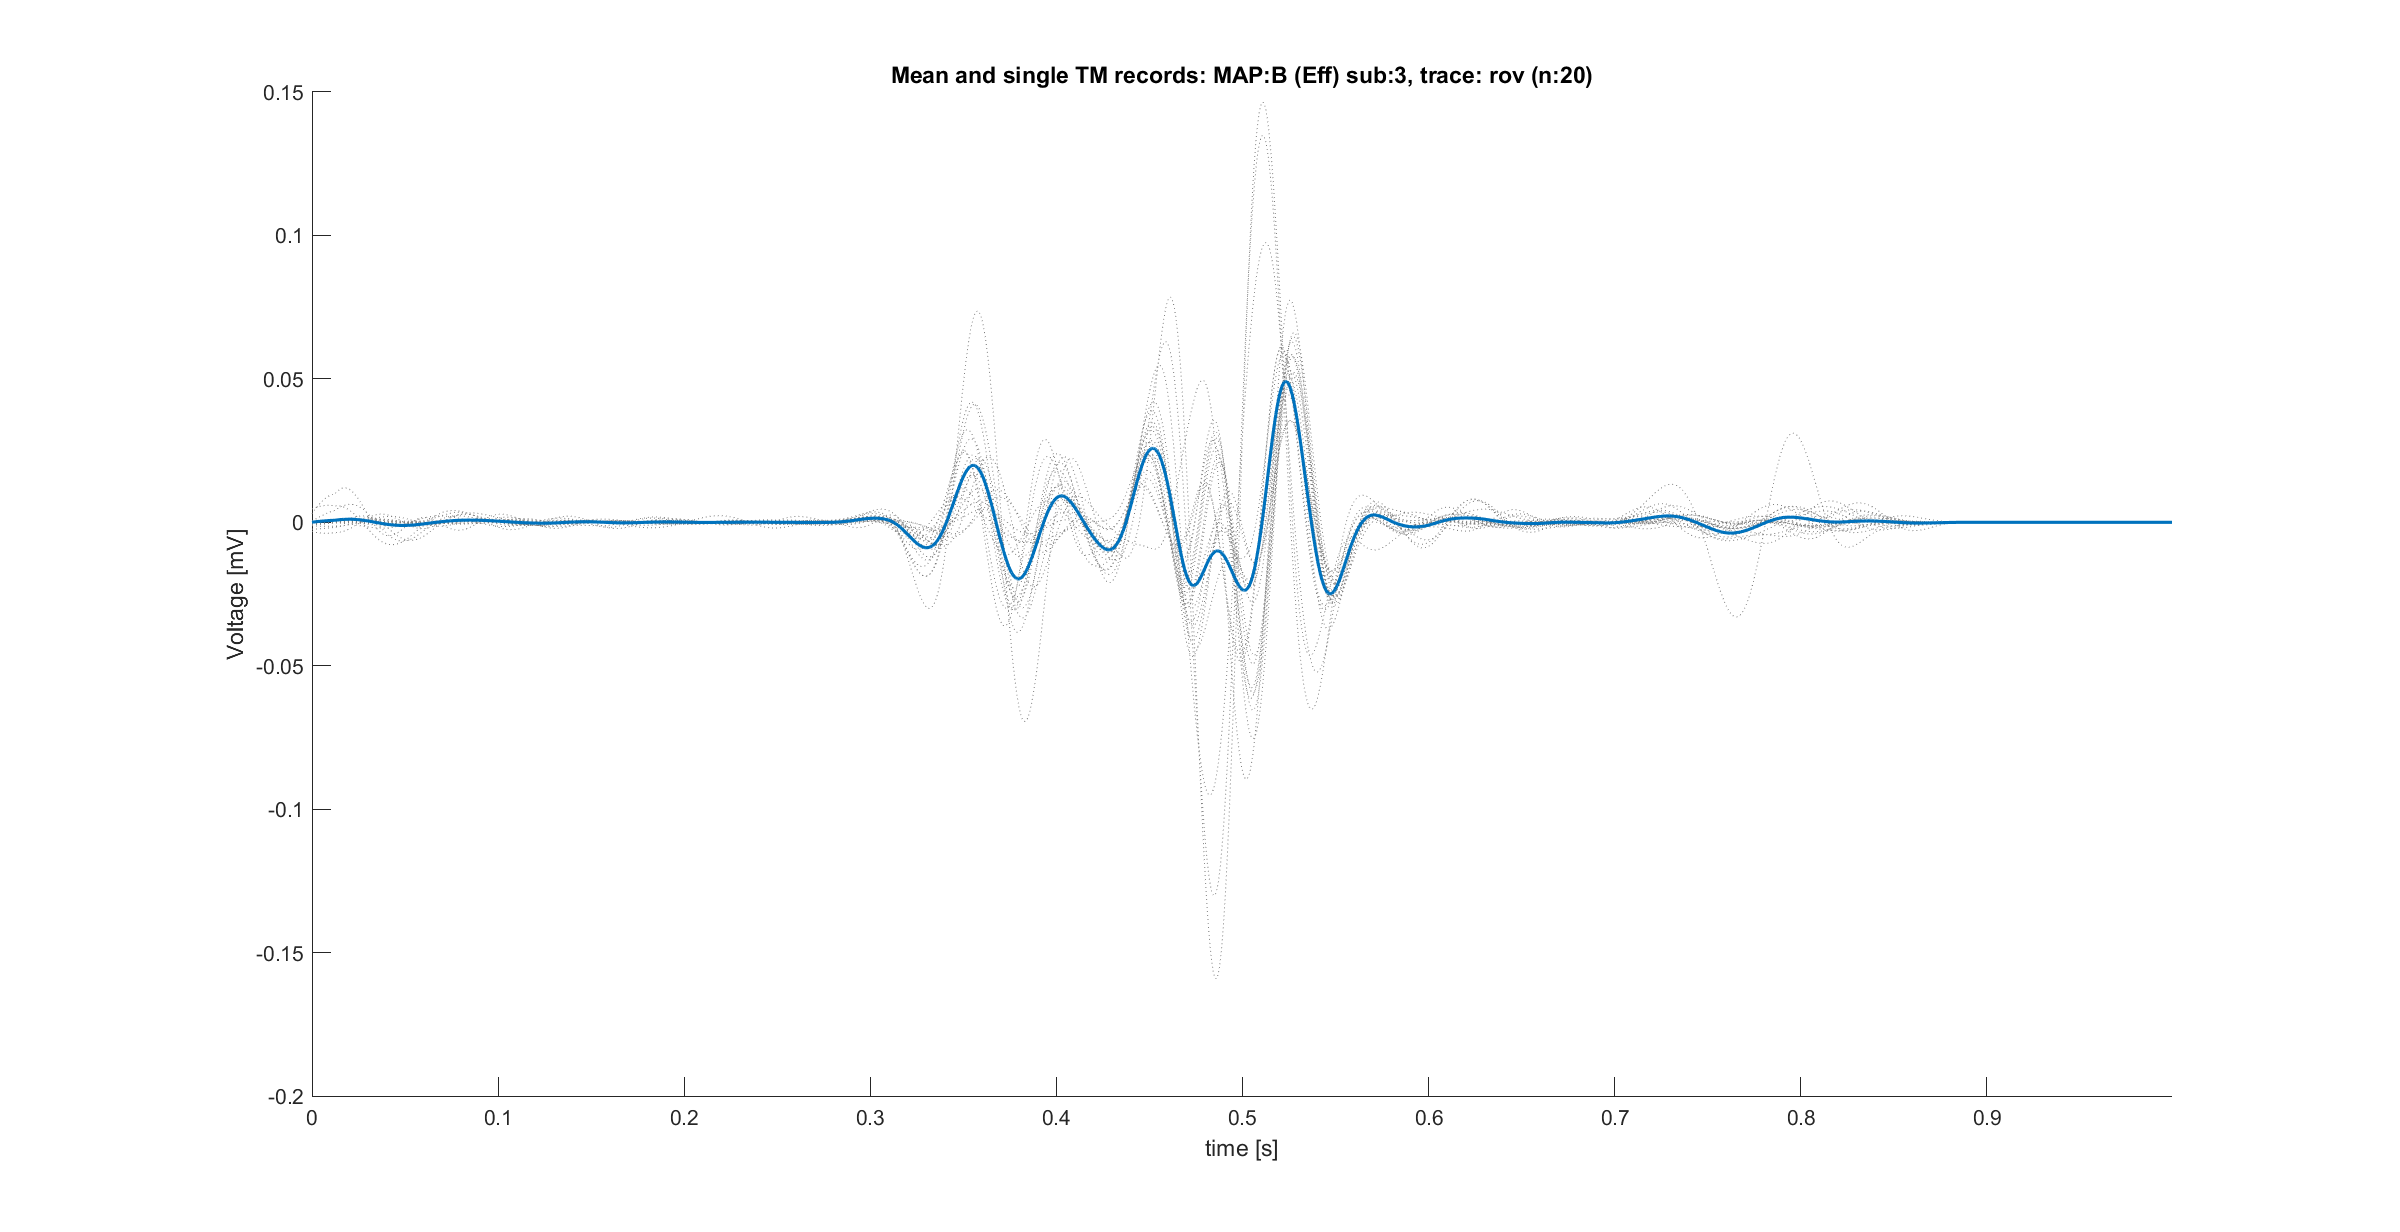 Mean and single TM records: MAP:B (Eff) sub:3, trace: rov (n:20)
0.15
0.1
0.05
0
-0.05
-0.1
-0.15
-0.2
Voltage [mV]
0 0.1 0.2 0.3 0.4 0.5 0.6 0.7 0.8 0.9
time [s]